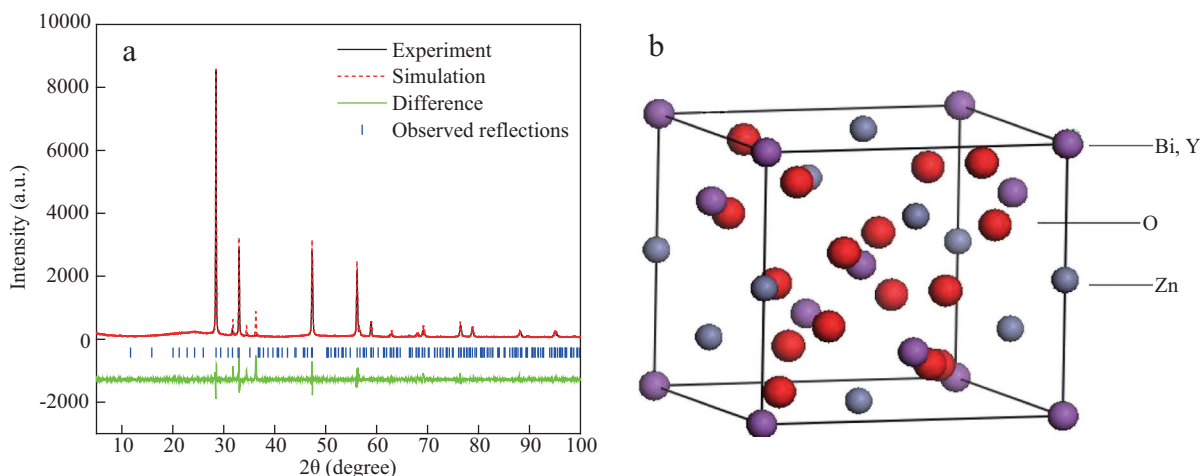 a
Experiment
Simulation
Difference
Observed reflections
Intensity (a.u.)
10000
8000
6000
4000
2000
0
-2000
10 20 30 40 50 60 70 80 90 100
2θ (degree)
b
Bi, Y
O
Zn